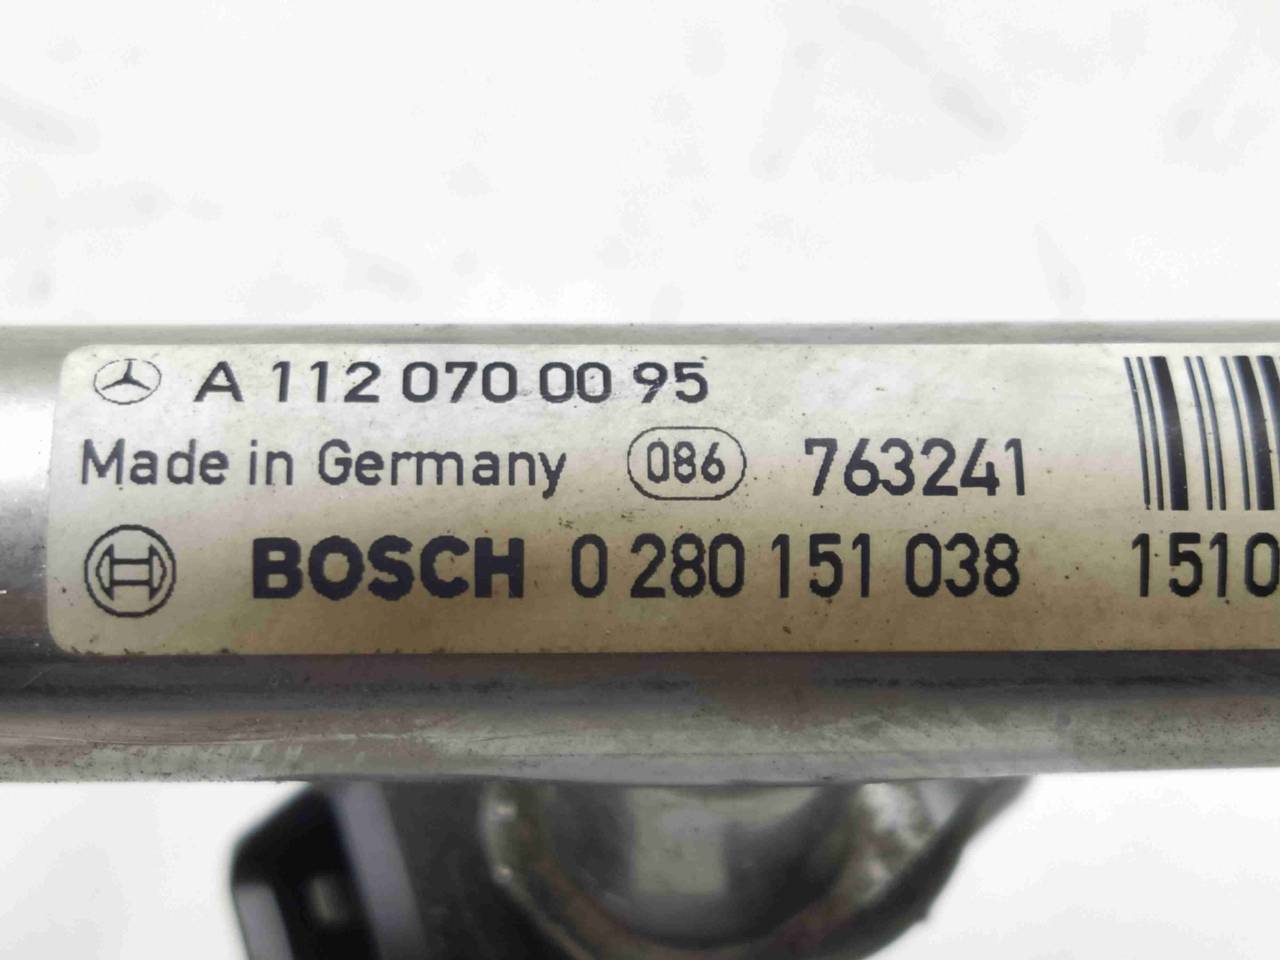 A 112 070 00 95
Made in Germany 086 763241
BOSCH 0 280 151 038 1510